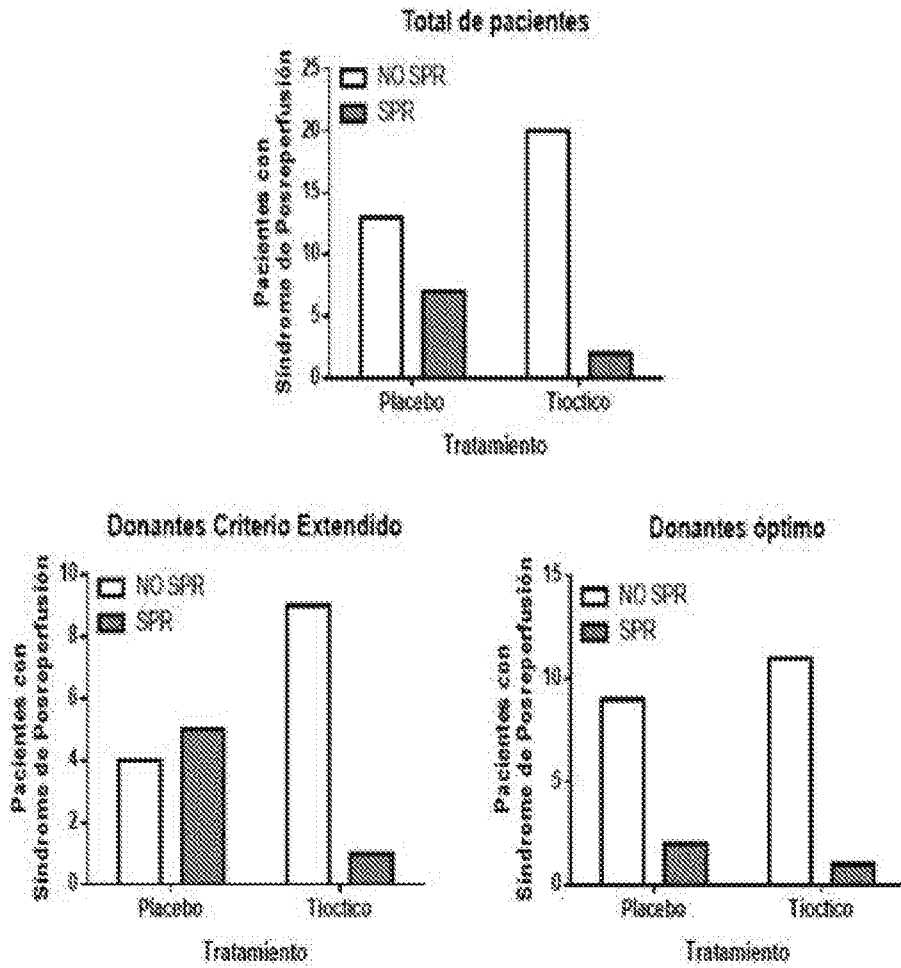 Total de pacientes
Pacientes con
Síndrome de Posreperfusión
25
20
15
10
5
0
NO SPR
SPR
Placebo
Tioctico
Tratamiento
Donantes Criterio Extendido
Pacientes con
Síndrome de Posreperfusión
10
8
6
4
2
0
NO SPR
SPR
Placebo
Tioctico
Tratamiento
Donantes óptimo
Pacientes con
Síndrome de Posreperfusión
15
10
5
0
NO SPR
SPR
Placebo
Tioctico
Tratamiento